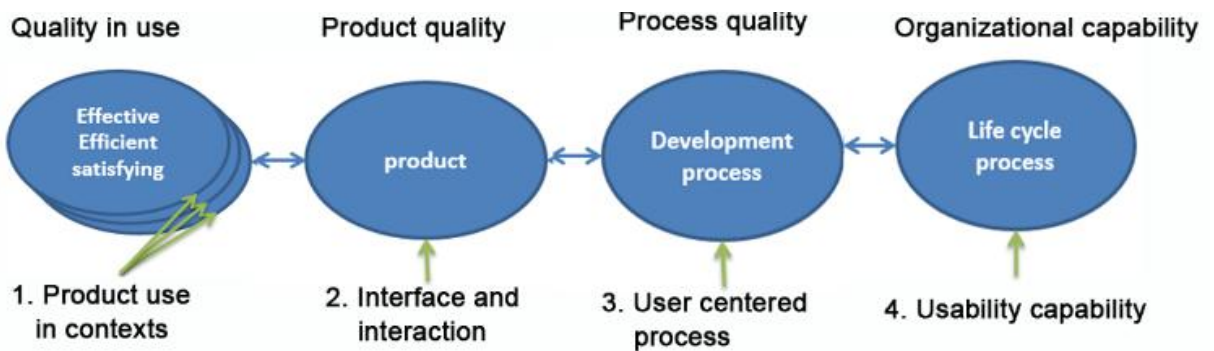 Quality in use
Product quality
Process quality
Organizational capability
Effective
Efficient
satisfying
product
Development
process
Life cycle
process
1. Product use
in contexts
2. Interface and
interaction
3. User centered
process
4. Usability capability